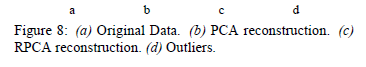 a b c d
Figure 8: (a) Original Data. (b) PCA reconstruction. (c)
RPCA reconstruction. (d) Outliers.